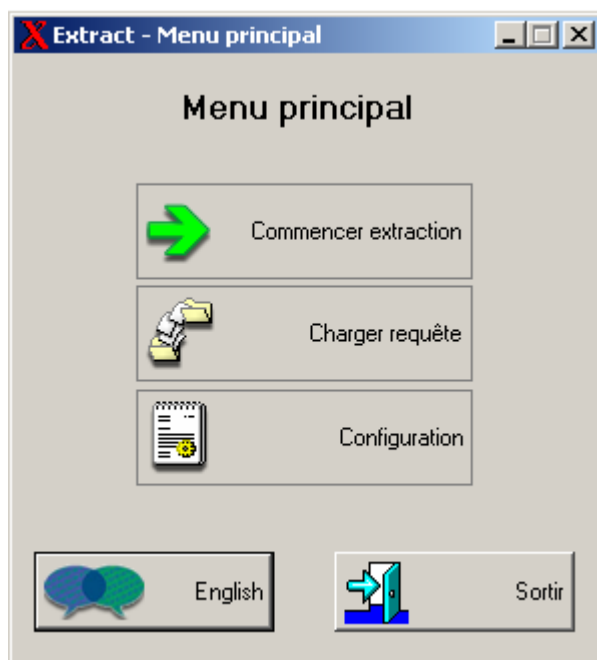 Extract - Menu principal
Menu principal
Commencer extraction
Charger requête
Configuration
English
Sortir